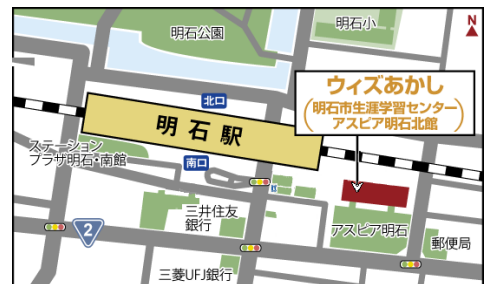 明石公園
明石小
N
北口
ウィズあかし
(明石市生涯学習センター)
アスピア明石北館
明石駅
ステーション
プラザ明石・南館
南口
三井住友
銀行
アスピア明石
2
郵便局
三菱UFJ銀行